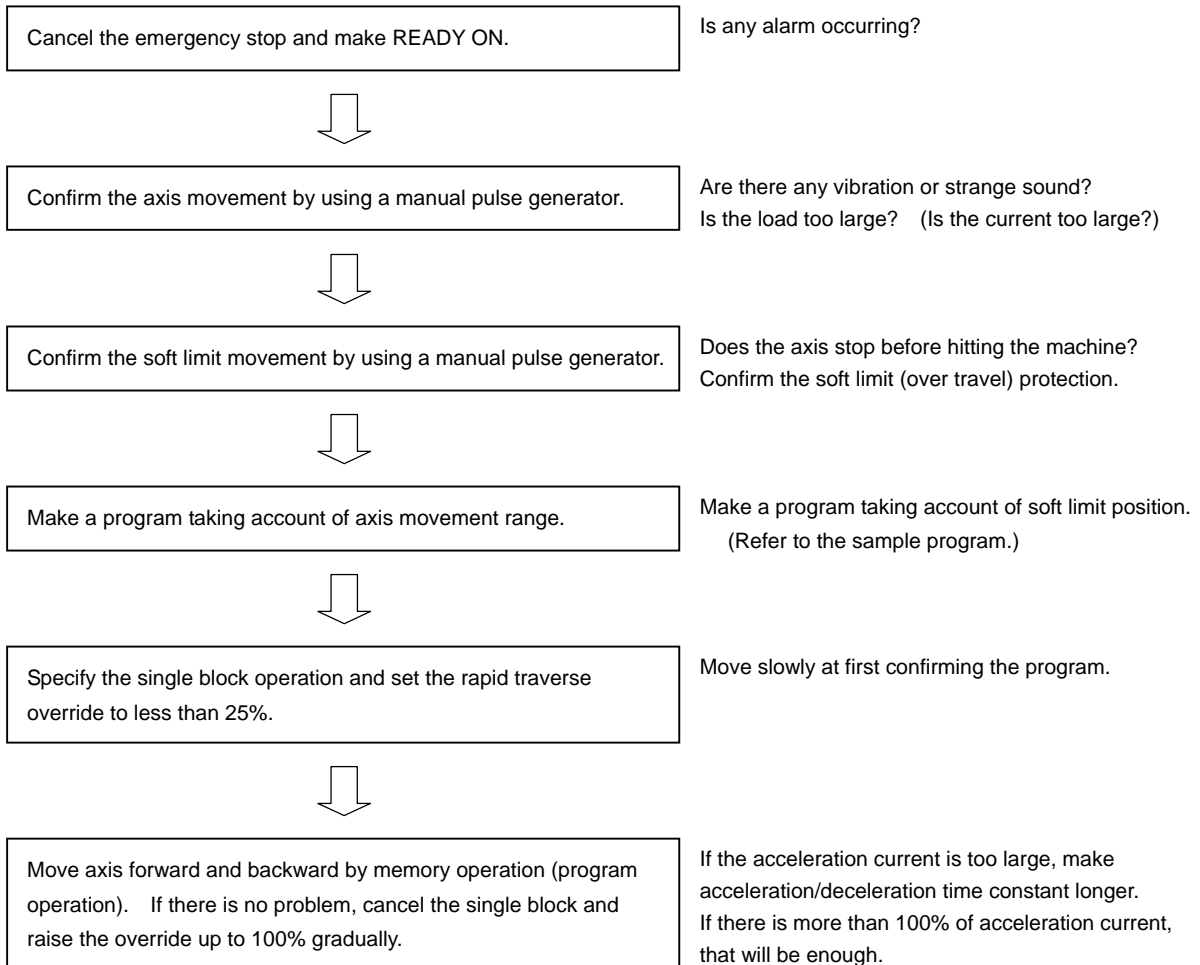 Cancel the emergency stop and make READY ON.
Is any alarm occurring?
Confirm the axis movement by using a manual pulse generator.
Are there any vibration or strange sound?
Is the load too large? (Is the current too large?)
Confirm the soft limit movement by using a manual pulse generator.
Does the axis stop before hitting the machine?
Confirm the soft limit (over travel) protection.
Make a program taking account of axis movement range.
Make a program taking account of soft limit position.
(Refer to the sample program.)
Specify the single block operation and set the rapid traverse
override to less than 25%.
Move slowly at first confirming the program.
Move axis forward and backward by memory operation (program
operation). If there is no problem, cancel the single block and
raise the override up to 100% gradually.
If the acceleration current is too large, make
acceleration/deceleration time constant longer.
If there is more than 100% of acceleration current,
that will be enough.